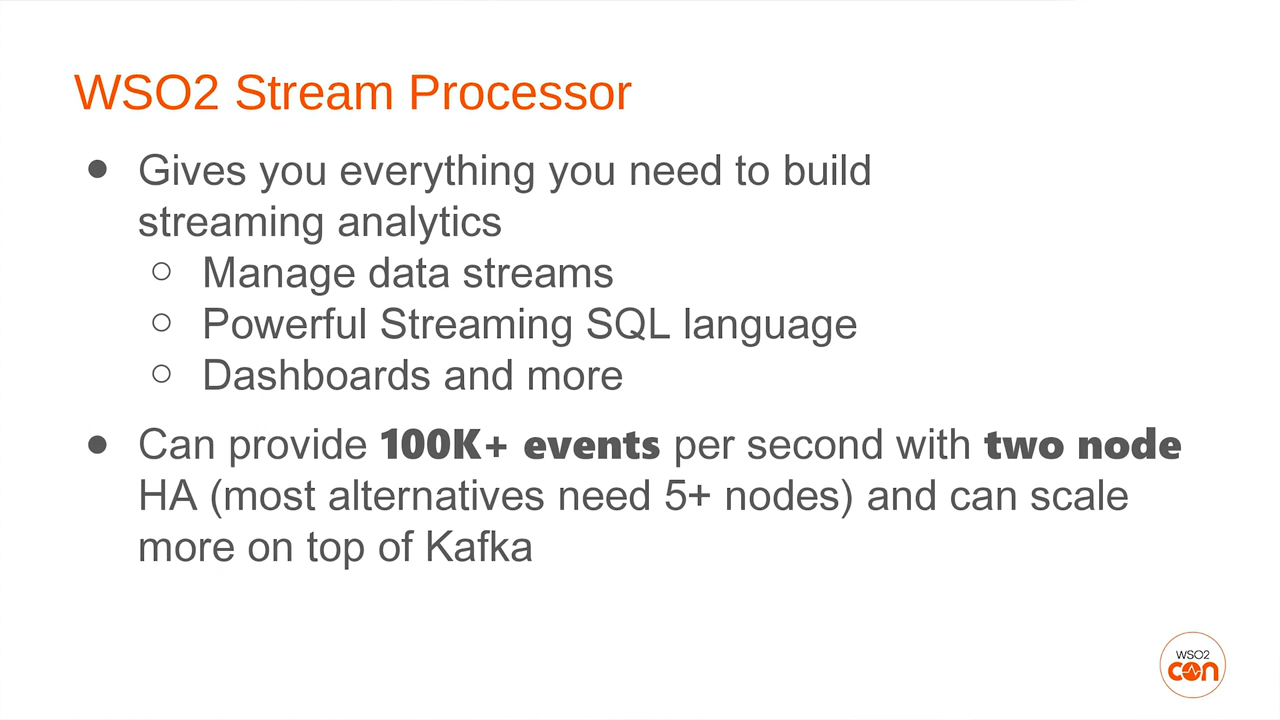 WSO2 Stream Processor
● Gives you everything you need to build
streaming analytics
○ Manage data streams
○ Powerful Streaming SQL language
○ Dashboards and more
● Can provide 100K+ events per second with two node
HA (most alternatives need 5+ nodes) and can scale
more on top of Kafka
WSO2
con